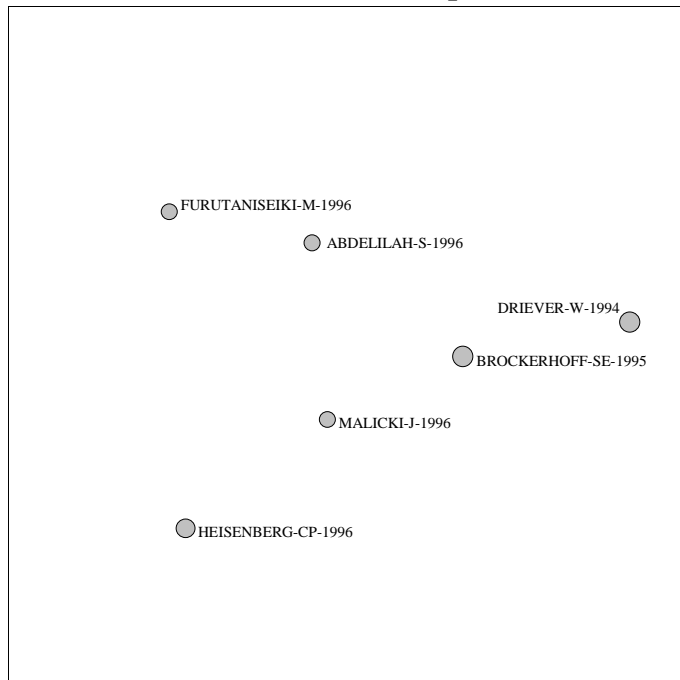 FURUTANISEIKI-M-1996
ABDELILAH-S-1996
DRIEVER-W-1994
BROCKERHOFF-SE-1995
MALICKI-J-1996
HEISENBERG-CP-1996